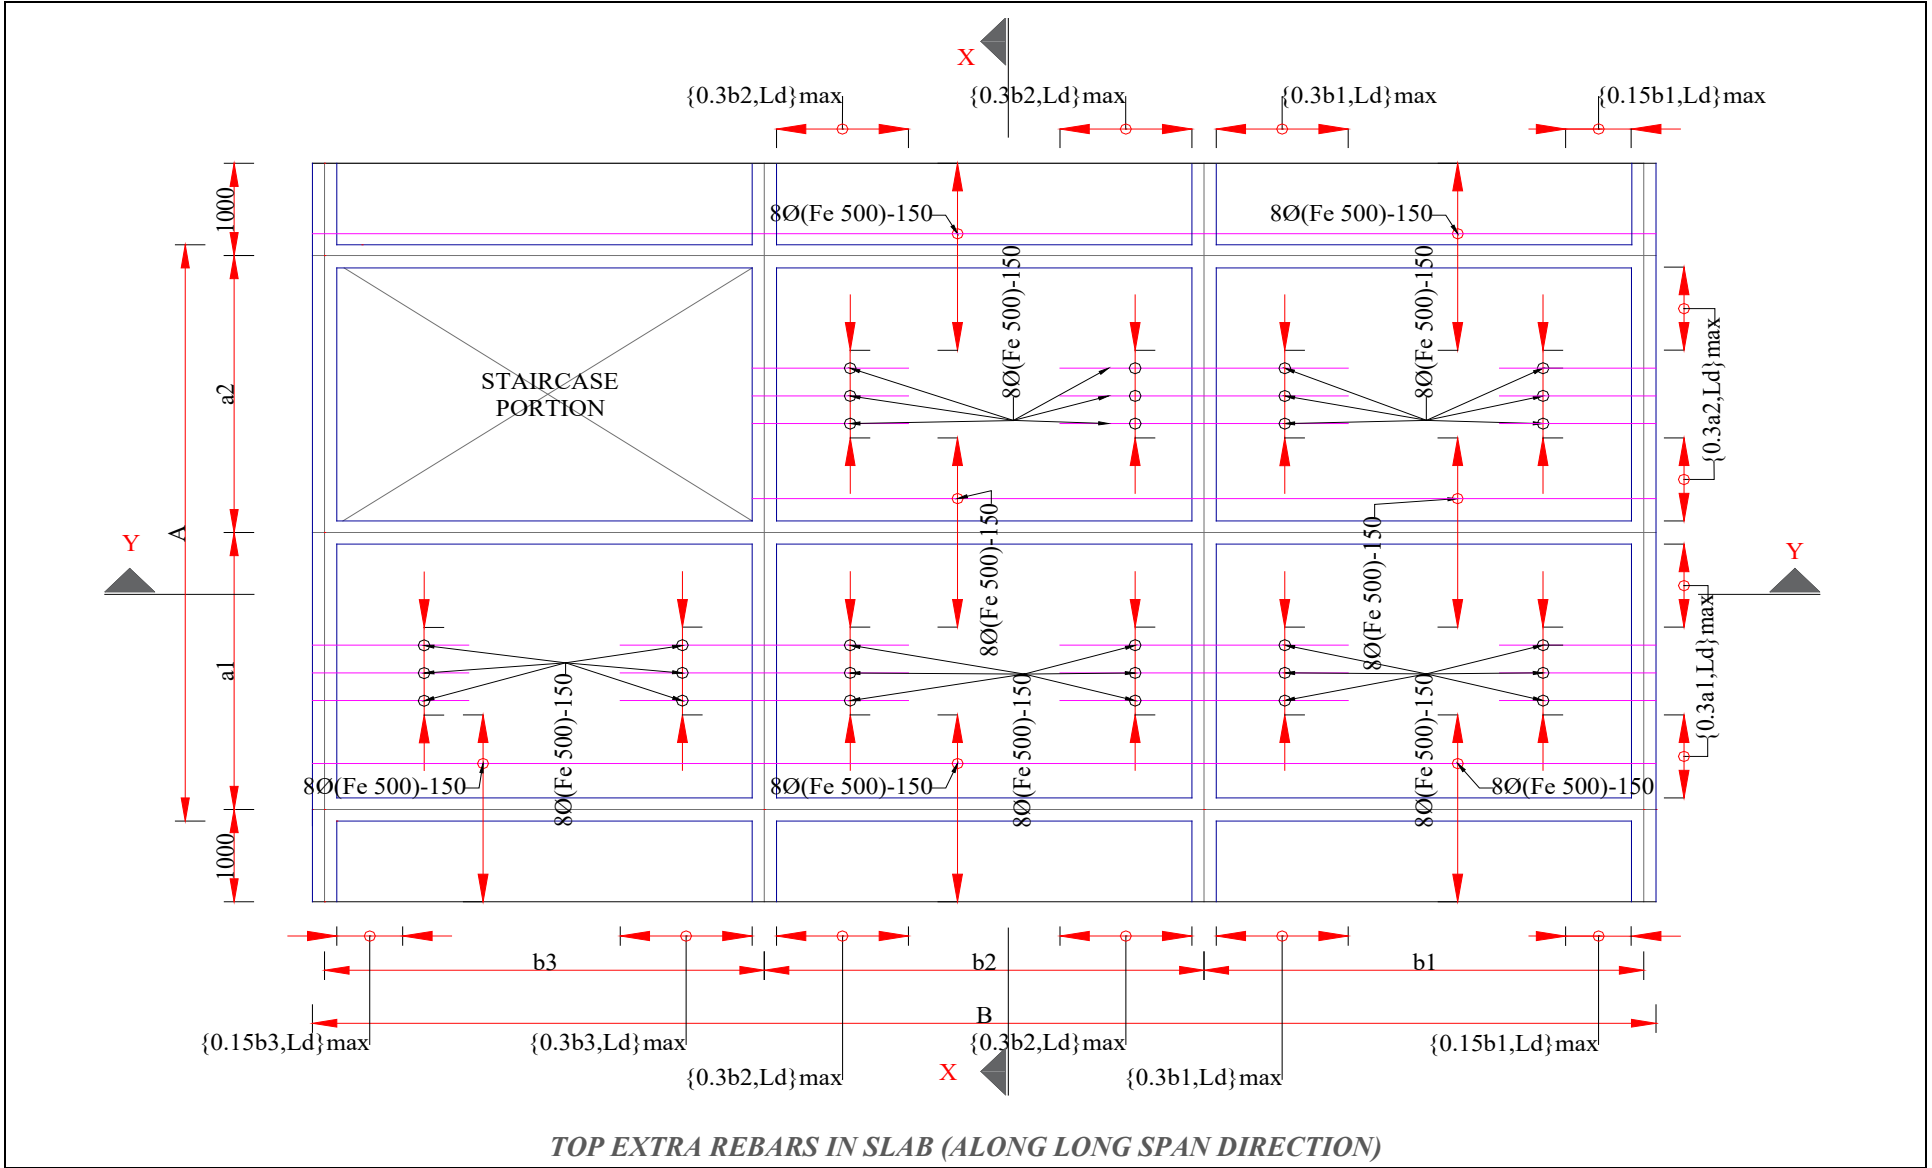 X
{0.3b2,Ld}max
{0.3b2,Ld}max
{0.3b1,Ld}max
{0.15b1,Ld}max
1000
8Ø(Fe 500)-150
8Ø(Fe 500)-150
8Ø(Fe 500)-150
8Ø(Fe 500)-150
a2
STAIRCASE
PORTION
{0.3a2,Ld}max
A
Y
Y
8Ø(Fe 500)-150
8Ø(Fe 500)-150
a1
{0.3a1,Ld}max
8Ø(Fe 500)-150
8Ø(Fe 500)-150
8Ø(Fe 500)-150
8Ø(Fe 500)-150
8Ø(Fe 500)-150
8Ø(Fe 500)-150
1000
b3
b2
b1
B
{0.15b3,Ld}max
{0.3b3,Ld}max
{0.3b2,Ld}max
{0.15b1,Ld}max
{0.3b2,Ld}max
X
{0.3b1,Ld}max
TOP EXTRA REBARS IN SLAB (ALONG LONG SPAN DIRECTION)